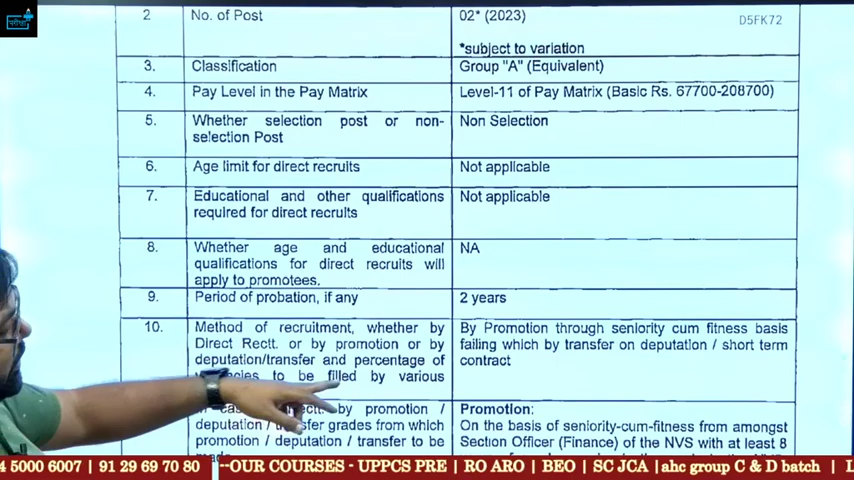 परीक्षा
2 No. of Post 02* (2023) D5FK72
*subject to variation
3. Classification Group "A" (Equivalent)
4. Pay Level in the Pay Matrix Level-11 of Pay Matrix (Basic Rs. 67700-208700)
5. Whether selection post or non- Non Selection
selection Post
6. Age limit for direct recruits Not applicable
7. Educational and other qualifications Not applicable
required for direct recruits
8. Whether age and educational NA
qualifications for direct recruits will
apply to promotees.
9. Period of probation, if any 2 years
10. Method of recruitment, whether by By Promotion through seniority cum fitness basis
Direct Rectt. or by promotion or by failing which by transfer on deputation / short term
deputation/transfer and percentage of contract
to be filled by various
by promotion / Promotion:
deputation / grades from which On the basis of seniority-cum-fitness from amongst
promotion / deputation / transfer to be Section Officer (Finance) of the NVS with at least 8
4 5000 6007 | 91 29 69 70 80 --OUR COURSES - UPPCS PRE | RO ARO | BEO | SC JCA | ahc group C & D batch | L